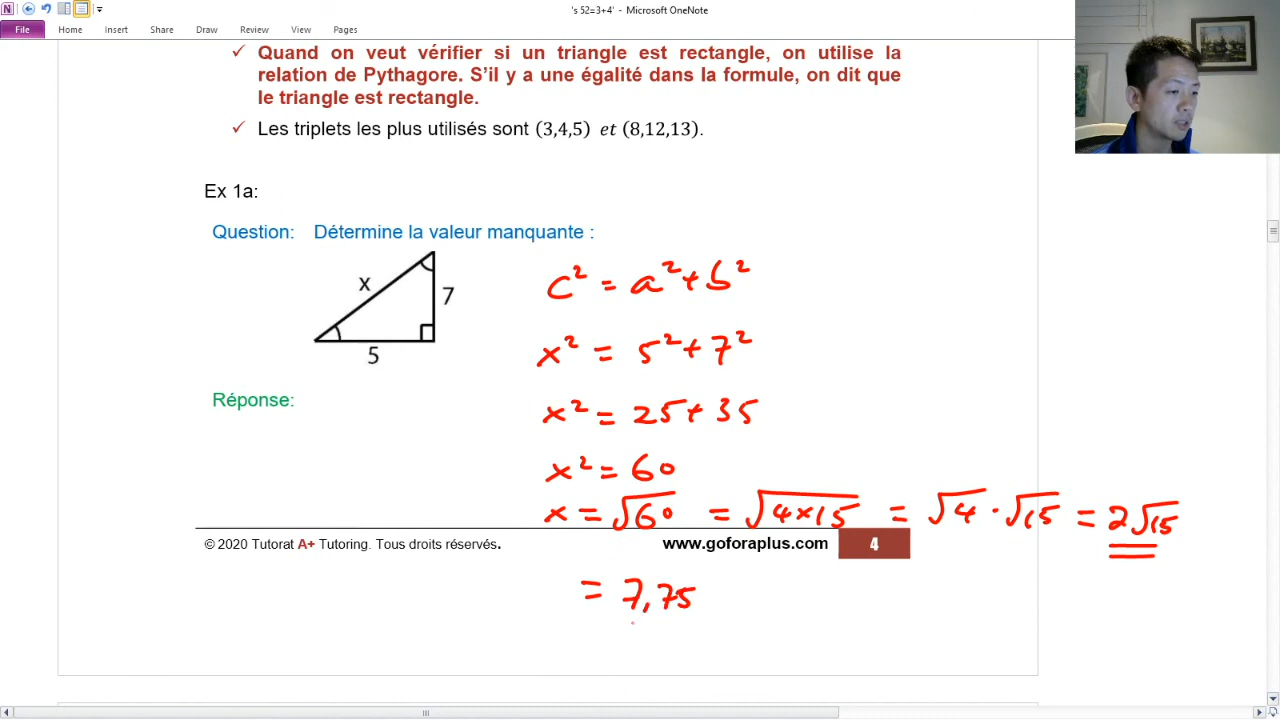 's 52=3+4' - Microsoft OneNote
File Home Insert Share Draw Review View Pages
✓ Quand on veut vérifier si un triangle est rectangle, on utilise la
relation de Pythagore. S'il y a une égalité dans la formule, on dit que
le triangle est rectangle.
✓ Les triplets les plus utilisés sont (3,4,5) et (8,12,13).
Ex 1a:
Question: Détermine la valeur manquante :
x
7
5
c² = a² + b²
x² = 5² + 7²
Réponse:
x² = 25 + 35
x² = 60
x = √60 = √4×15 = √4 · √15 = 2√15
© 2020 Tutorat A+ Tutoring. Tous droits réservés. www.goforaplus.com 4
= 7,75